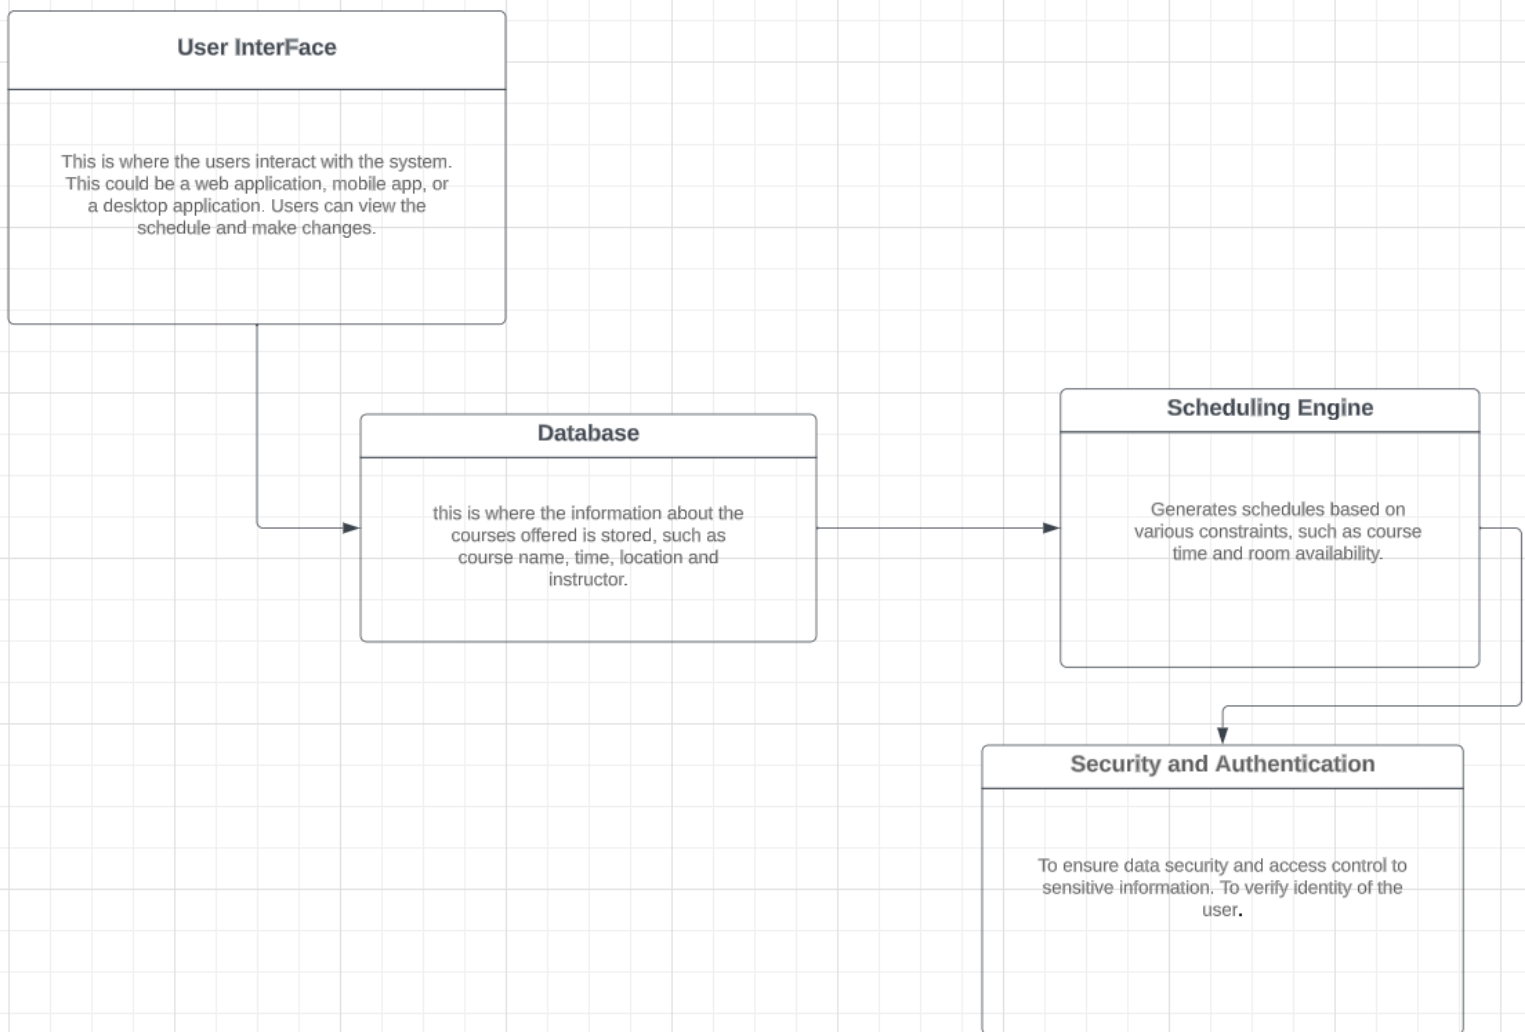 User InterFace
This is where the users interact with the system.
This could be a web application, mobile app, or
a desktop application. Users can view the
schedule and make changes.
Database
this is where the information about the
courses offered is stored, such as
course name, time, location and
instructor.
Scheduling Engine
Generates schedules based on
various constraints, such as course
time and room availability.
Security and Authentication
To ensure data security and access control to
sensitive information. To verify identity of the
user.